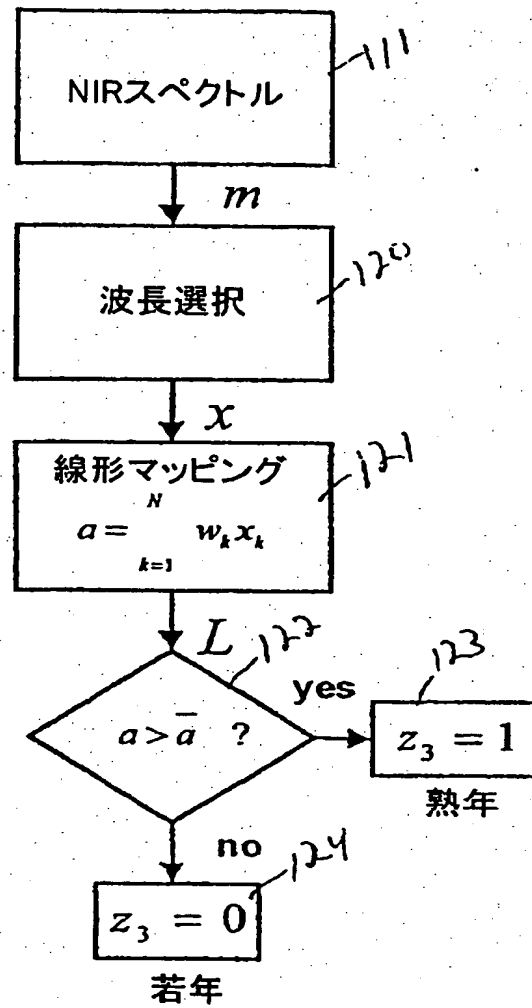 NIRスペクトル
111
m
波長選択
120
x
線形マッピング
121
N
a = w_k x_k
k=1
L
122
a > a̅ ?
yes
123
z_3 = 1
熟年
no
124
z_3 = 0
若年